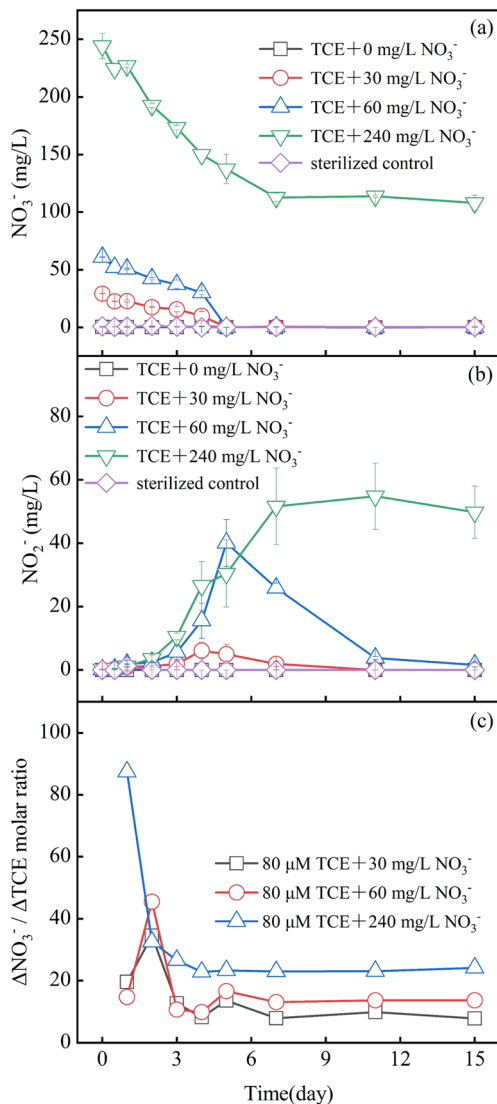 (a)
TCE+0 mg/L NO₃⁻
TCE+30 mg/L NO₃⁻
TCE+60 mg/L NO₃⁻
TCE+240 mg/L NO₃⁻
sterilized control
250
200
150
100
50
0
NO₃⁻ (mg/L)
(b)
TCE+0 mg/L NO₃⁻
TCE+30 mg/L NO₃⁻
TCE+60 mg/L NO₃⁻
TCE+240 mg/L NO₃⁻
sterilized control
80
60
40
20
0
NO₂⁻ (mg/L)
(c)
100
80
60
40
20
0
ΔNO₃⁻ / ΔTCE molar ratio
80 μM TCE+30 mg/L NO₃⁻
80 μM TCE+60 mg/L NO₃⁻
80 μM TCE+240 mg/L NO₃⁻
0 3 6 9 12 15
Time(day)